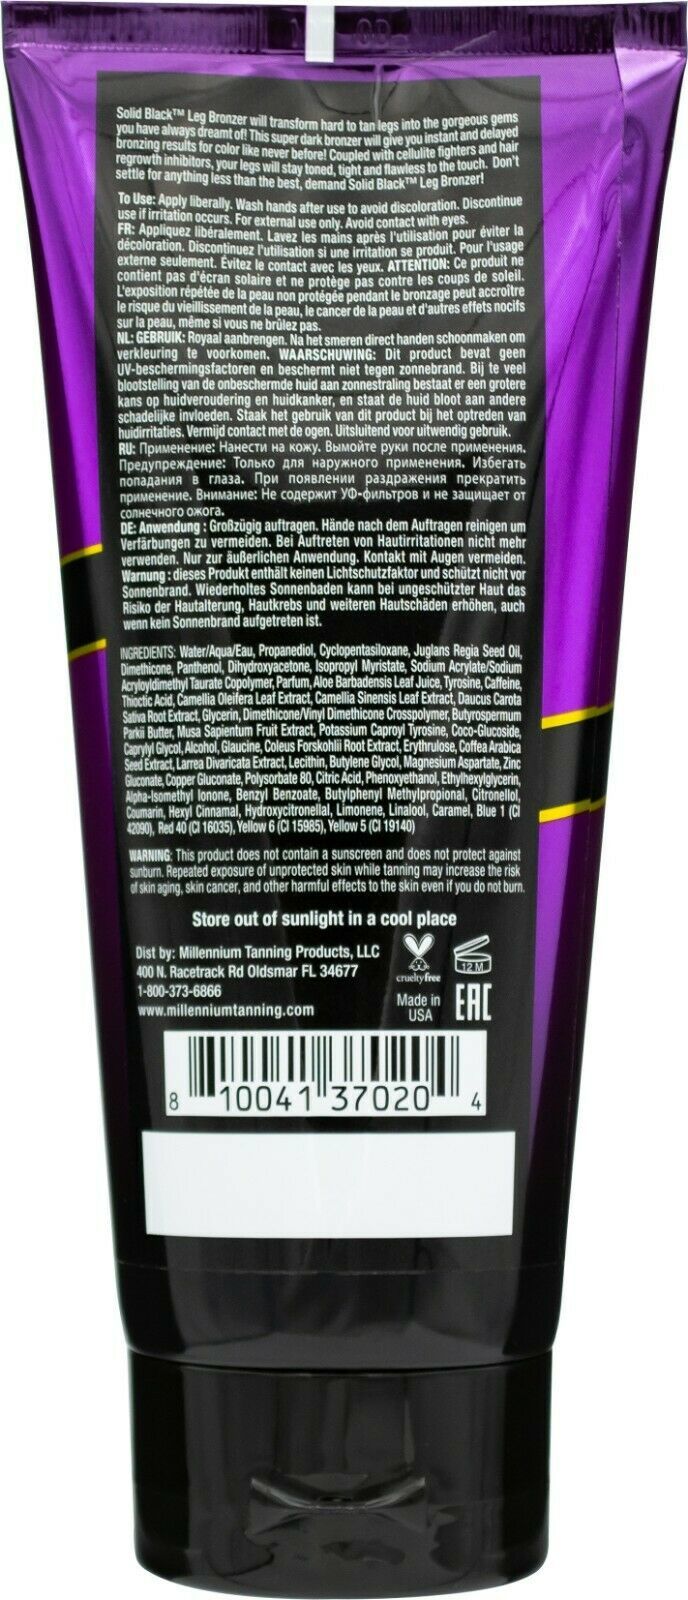 Solid Black™ Leg Bronzer will transform hard to tan legs into the gorgeous gems
you have always dreamt of! This super dark bronzer will give you instant and delayed
bronzing results for color like never before! Coupled with cellulite fighters and hair
regrowth inhibitors, your legs will stay toned, tight and flawless to the touch. Don't
settle for anything less than the best, demand Solid Black™ Leg Bronzer!
To Use: Apply liberally. Wash hands after use to avoid discoloration. Discontinue
use if irritation occurs. For external use only. Avoid contact with eyes.
FR: Appliquez libéralement. Lavez les mains après l'utilisation pour éviter la
décoloration. Discontinuez l'utilisation si une irritation se produit. Pour l'usage
externe seulement. Évitez le contact avec les yeux. ATTENTION: Ce produit ne
contient pas d'écran solaire et ne protège pas contre les coups de soleil.
L'exposition répétée de la peau non protégée pendant le bronzage peut accroître
le risque du vieillissement de la peau, le cancer de la peau et d'autres effets nocifs
sur la peau, même si vous ne brûlez pas.
NL: GEBRUIK: Royaal aanbrengen. Na het smeren direct handen schoonmaken om
verkleuring te voorkomen. WAARSCHUWING: Dit product bevat geen
UV-beschermingsfactoren en beschermt niet tegen zonnebrand. Bij te veel
blootstelling van de onbeschermde huid aan zonnestraling bestaat er een grotere
kans op huidveroudering en huidkanker, en staat de huid bloot aan andere
schadelijke invloeden. Staak het gebruik van dit product bij het optreden van
huidirritaties. Vermijd contact met de ogen. Uitsluitend voor uitwendig gebruik.
RU: Применение: Нанести на кожу. Вымойте руки после применения.
Предупреждение: Только для наружного применения. Избегать
попадания в глаза. При появлении раздражения прекратить
применение. Внимание: Не содержит УФ-фильтров и не защищает от
солнечного ожога.
DE: Anwendung : Großzügig auftragen. Hände nach dem Auftragen reinigen um
Verfärbungen zu vermeiden. Bei Auftreten von Hautirritationen nicht mehr
verwenden. Nur zur äußerlichen Anwendung. Kontakt mit Augen vermeiden.
Warnung : dieses Produkt enthält keinen Lichtschutzfaktor und schützt nicht vor
Sonnenbrand. Wiederholtes Sonnenbaden kann bei ungeschützter Haut das
Risiko der Hautalterung, Hautkrebs und weiteren Hautschäden erhöhen, auch
wenn kein Sonnenbrand aufgetreten ist.
INGREDIENTS: Water/Aqua/Eau, Propanediol, Cyclopentasiloxane, Juglans Regia Seed Oil,
Dimethicone, Panthenol, Dihydroxyacetone, Isopropyl Myristate, Sodium Acrylate/Sodium
Acryloyldimethyl Taurate Copolymer, Parfum, Aloe Barbadensis Leaf Juice, Tyrosine, Caffeine,
Thioctic Acid, Camellia Oleifera Leaf Extract, Camellia Sinensis Leaf Extract, Daucus Carota
Sativa Root Extract, Glycerin, Dimethicone/Vinyl Dimethicone Crosspolymer, Butyrospermum
Parkii Butter, Musa Sapientum Fruit Extract, Potassium Caproyl Tyrosine, Coco-Glucoside,
Caprylyl Glycol, Alcohol, Glaucine, Coleus Forskohlii Root Extract, Erythrulose, Coffea Arabica
Seed Extract, Larrea Divaricata Extract, Lecithin, Butylene Glycol, Magnesium Aspartate, Zinc
Gluconate, Copper Gluconate, Polysorbate 80, Citric Acid, Phenoxyethanol, Ethylhexylglycerin,
Alpha-Isomethyl Ionone, Benzyl Benzoate, Butylphenyl Methylpropional, Citronellol,
Coumarin, Hexyl Cinnamal, Hydroxycitronellal, Limonene, Linalool, Caramel, Blue 1 (CI
42090), Red 40 (CI 16035), Yellow 6 (CI 15985), Yellow 5 (CI 19140)
WARNING: This product does not contain a sunscreen and does not protect against
sunburn. Repeated exposure of unprotected skin while tanning may increase the risk
of skin aging, skin cancer, and other harmful effects to the skin even if you do not burn.
Store out of sunlight in a cool place
Dist by: Millennium Tanning Products, LLC
400 N. Racetrack Rd Oldsmar FL 34677
1-800-373-6866
www.millenniumtanning.com
crueltyfree
12 M
Made in
USA
EAC
8 10041 37020 4